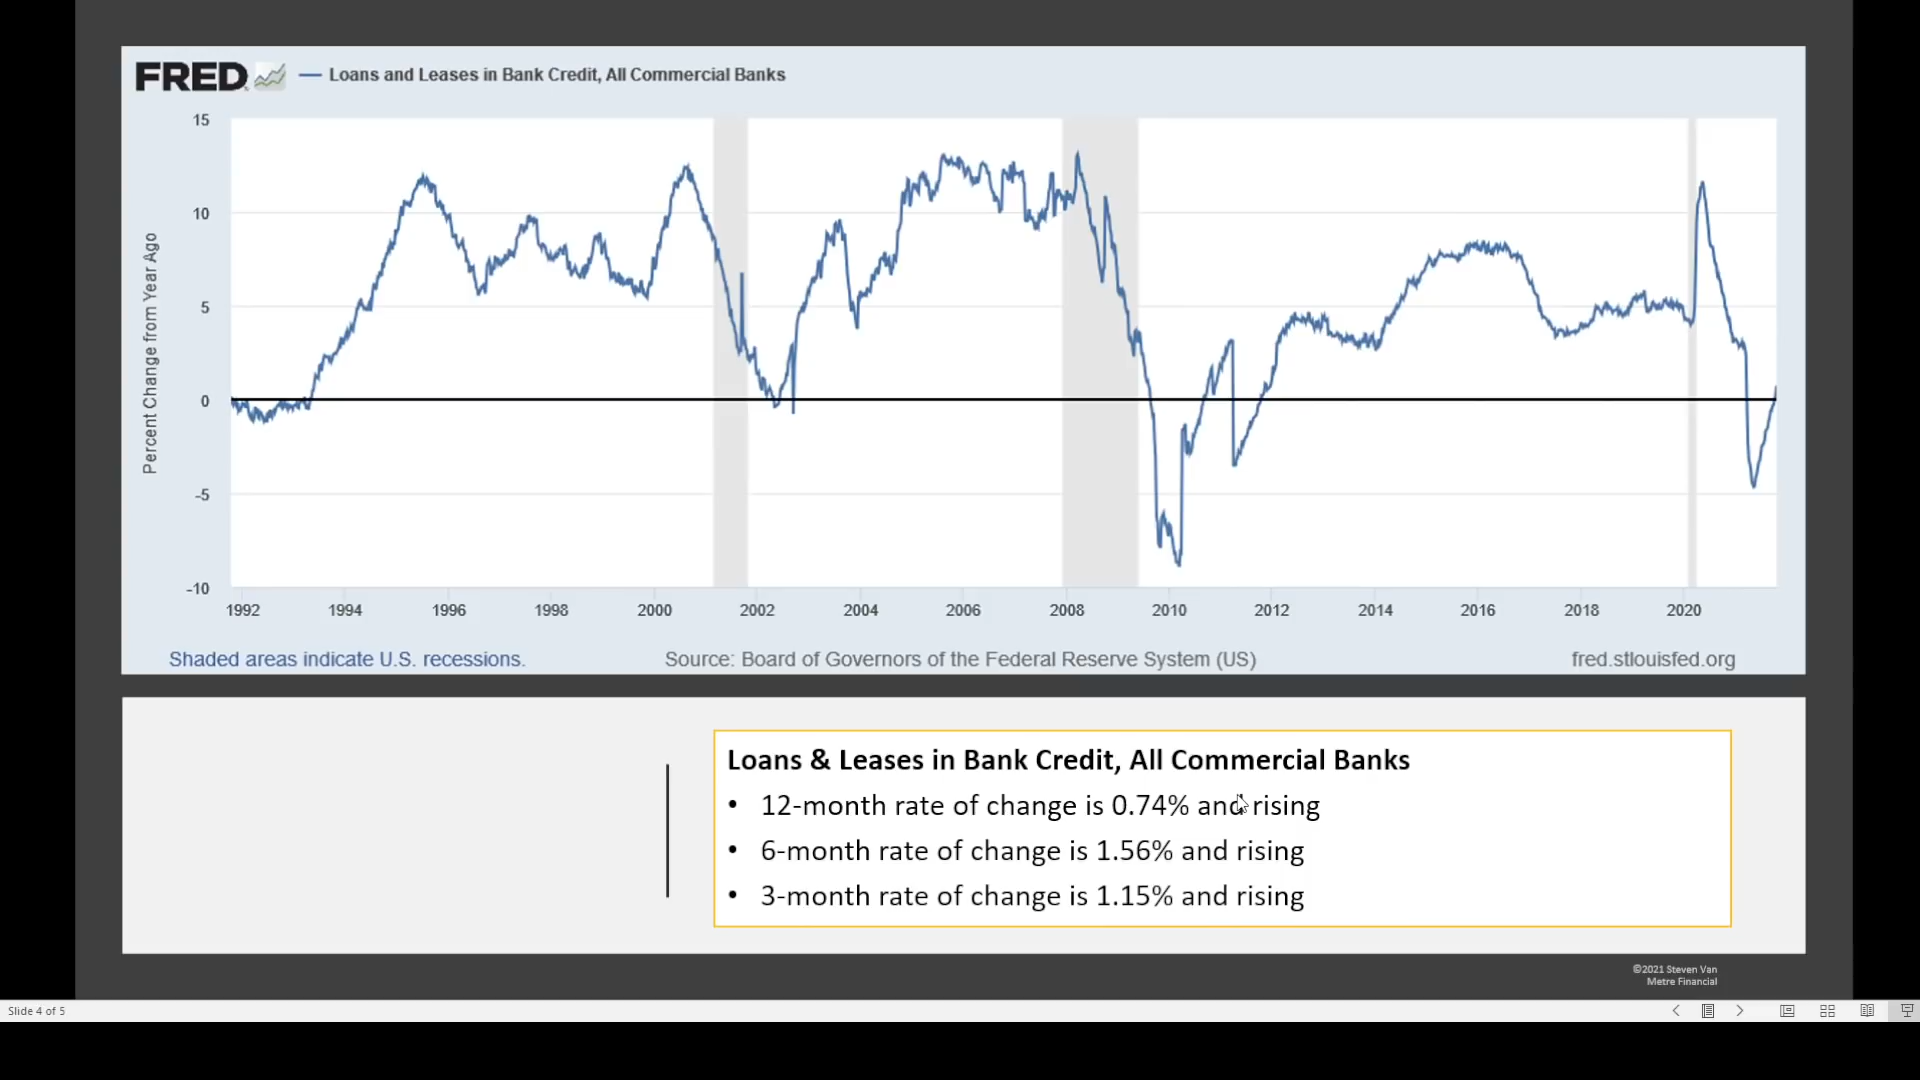 FRED Loans and Leases in Bank Credit, All Commercial Banks
Percent Change from Year Ago
15
10
5
0
-5
-10
1992 1994 1996 1998 2000 2002 2004 2006 2008 2010 2012 2014 2016 2018 2020
Shaded areas indicate U.S. recessions. Source: Board of Governors of the Federal Reserve System (US) fred.stlouisfed.org
Loans & Leases in Bank Credit, All Commercial Banks
• 12-month rate of change is 0.74% and rising
• 6-month rate of change is 1.56% and rising
• 3-month rate of change is 1.15% and rising
©2021 Steven Van
Metre Financial
Slide 4 of 5